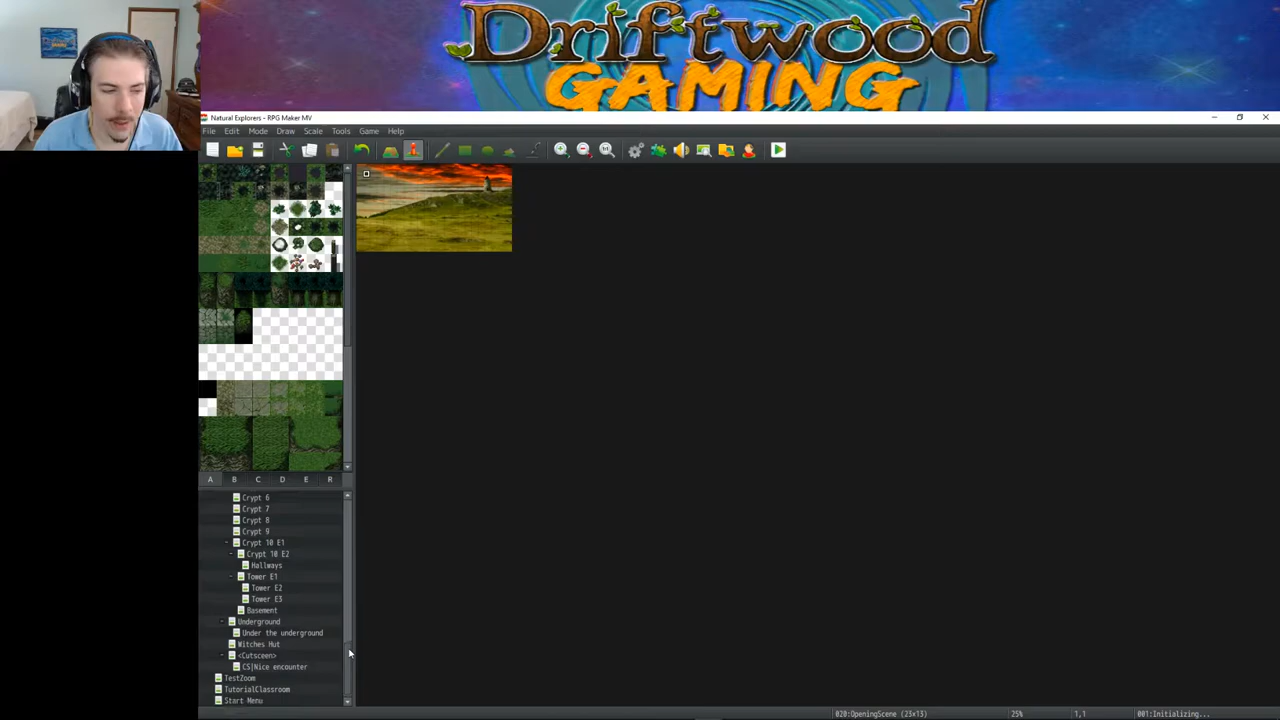 Driftwood
GAMING
Natural Explorers - RPG Maker MV
File Edit Mode Draw Scale Tools Game Help
A B C D E R
Crypt 6
Crypt 7
Crypt 8
Crypt 9
Crypt 10 E1
Crypt 10 E2
Hallways
Tower E1
Tower E2
Tower E3
Basement
Underground
Under the underground
Witches Hut
<Cutsceen>
CS|Nice encounter
TestZoom
TutorialClassroom
Start Menu
020:OpeningScene (23×13) 25% 1,1 001:Initializing...